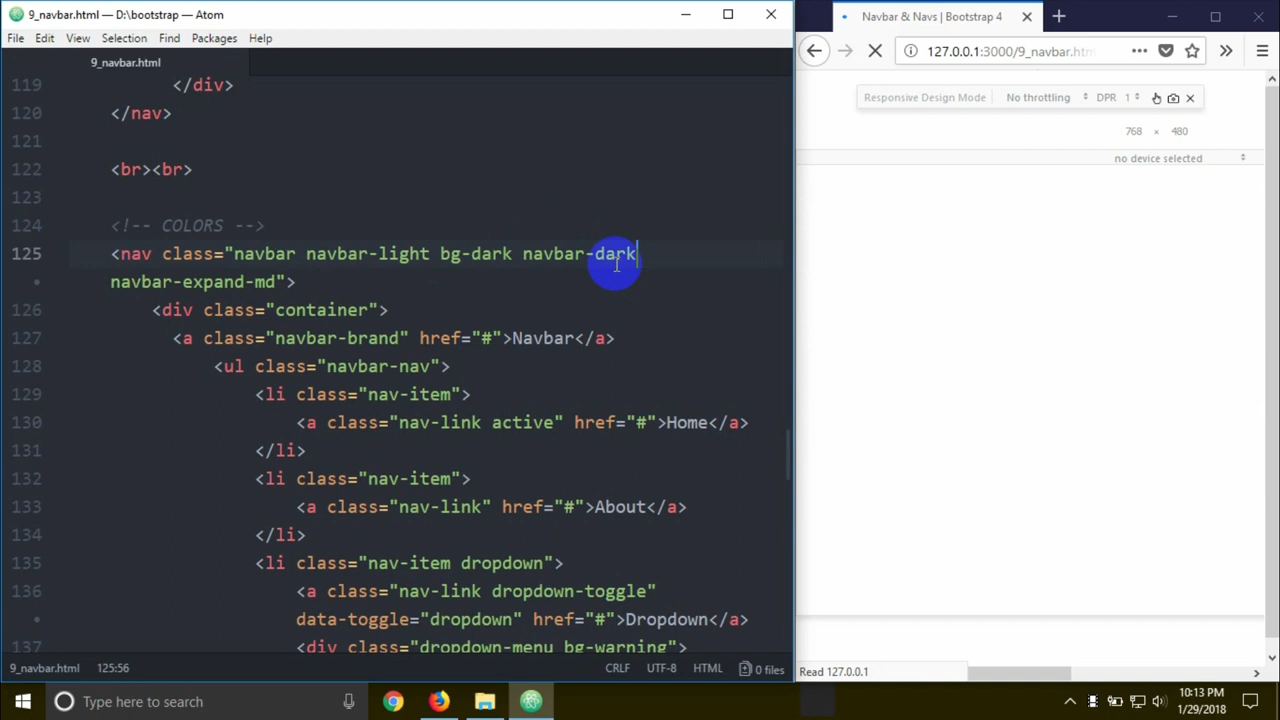 9_navbar.html — D:\bootstrap — Atom
File Edit View Selection Find Packages Help
9_navbar.html
119 </div>
120 </nav>
121
122 <br><br>
123
124 <!-- COLORS -->
125 <nav class="navbar navbar-light bg-dark navbar-dark
navbar-expand-md">
126 <div class="container">
127 <a class="navbar-brand" href="#">Navbar</a>
128 <ul class="navbar-nav">
129 <li class="nav-item">
130 <a class="nav-link active" href="#">Home</a>
131 </li>
132 <li class="nav-item">
133 <a class="nav-link" href="#">About</a>
134 </li>
135 <li class="nav-item dropdown">
136 <a class="nav-link dropdown-toggle"
data-toggle="dropdown" href="#">Dropdown</a>
137 <div class="dropdown-menu bg-warning">
9_navbar.html 125:56 CRLF UTF-8 HTML 0 files
Navbar & Navs | Bootstrap 4
127.0.0.1:3000/9_navbar.htm
Responsive Design Mode No throttling DPR 1
768 × 480
no device selected
Read 127.0.0.1
Type here to search
10:13 PM
1/29/2018